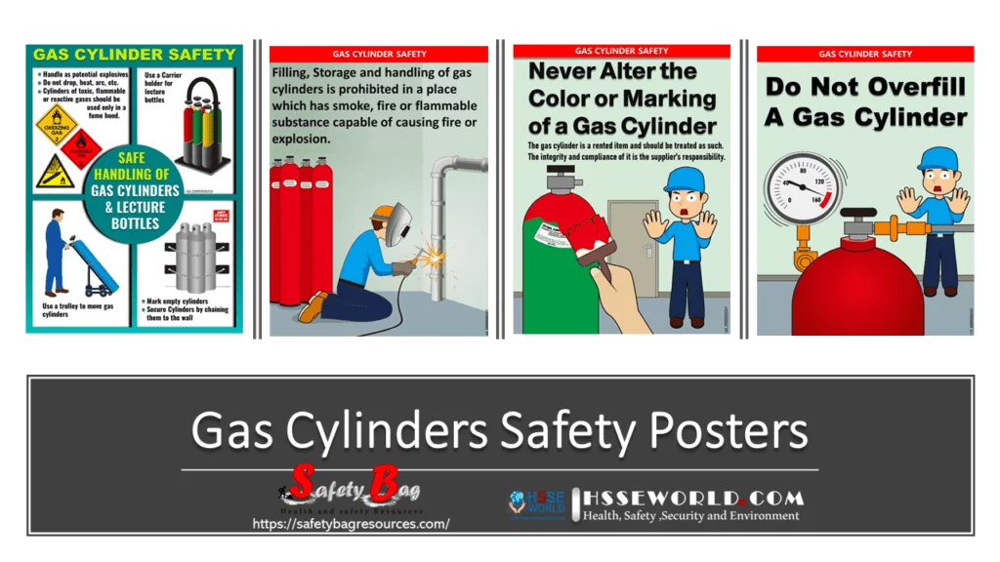 GAS CYLINDER SAFETY
Handle as potential explosives
Do not drop, heat, arc, etc.
Cylinders of toxic, flammable
or reactive gases should be
used only in a
fume hood.
Use a Carrier
holder for
lecture
bottles
OXIDIZING
GAS
2
SAFE
HANDLING OF
GAS CYLINDERS
& LECTURE
BOTTLES
Use a trolley to move gas
cylinders
Mark empty cylinders
Secure Cylinders by chaining
them to the wall
GAS CYLINDER SAFETY
Filling, Storage and handling of gas
cylinders is prohibited in a place
which has smoke, fire or flammable
substance capable of causing fire or
explosion.
GAS CYLINDER SAFETY
Never Alter the
Color or Marking
of a Gas Cylinder
The gas cylinder is a rented item and should be treated as such.
The integrity and compliance of it is the supplier's responsibility.
GAS CYLINDER SAFETY
Do Not Overfill
A Gas Cylinder
0
40
80
120
160
Gas Cylinders Safety Posters
Safety Bag
Health and safety Resources
https://safetybagresources.com/
HSSE
WORLD
HSSEWORLD.COM
Health, Safety ,Security and Environment